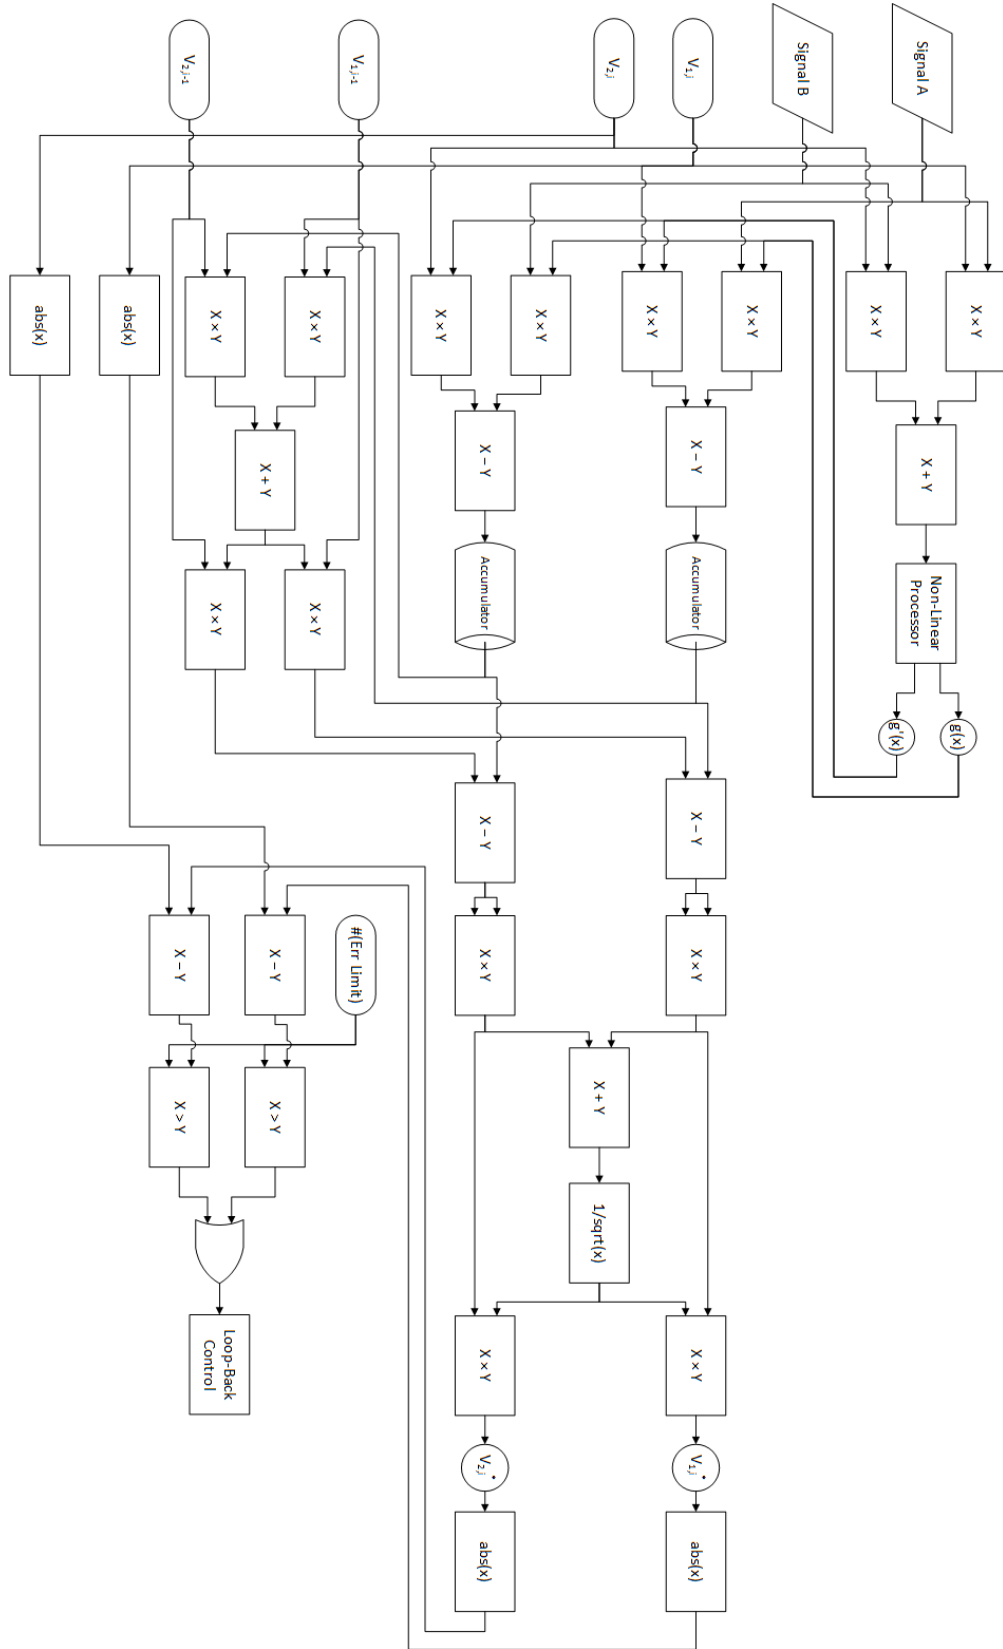 Signal A
X × Y
X + Y
Non-Linear
Processor
g(x)
g'(x)
X × Y
Signal B
X × Y
V1,i
X − Y
Accumulator
X − Y
X × Y
X × Y
V1,i*
abs(x)
X × Y
V2,i
X + Y
1/sqrt(x)
X × Y
X − Y
Accumulator
X − Y
X × Y
X × Y
V2,i*
abs(x)
X × Y
V1,i-1
#(Err Limit)
X × Y
X × Y
X + Y
X − Y
X > Y
X × Y
X × Y
Loop-Back
Control
V2,i-1
X − Y
X > Y
abs(x)
abs(x)